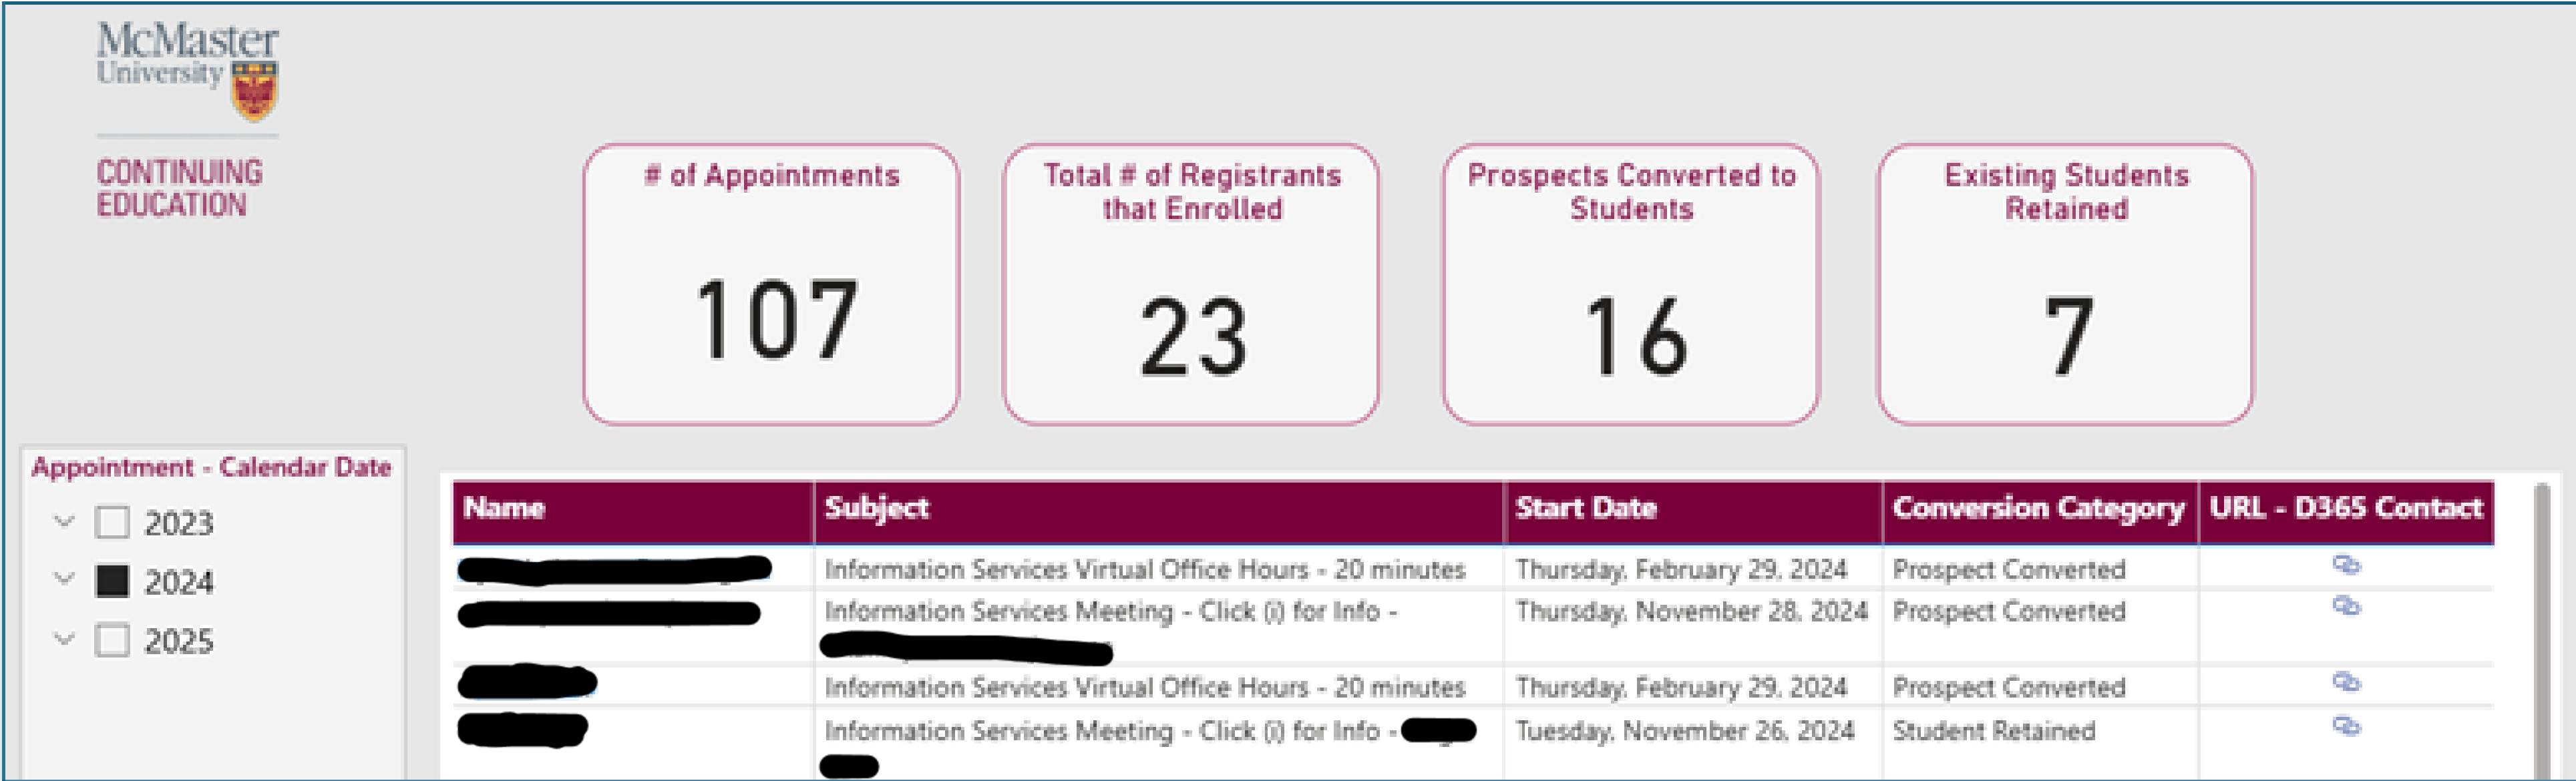 McMaster
University
CONTINUING
EDUCATION
# of Appointments
107
Total # of Registrants
that Enrolled
23
Prospects Converted to
Students
16
Existing Students
Retained
7
Appointment - Calendar Date
2023
2024
2025
Name Subject Start Date Conversion Category URL - D365 Contact
Information Services Virtual Office Hours - 20 minutes Thursday, February 29, 2024 Prospect Converted
Information Services Meeting - Click (i) for Info - Thursday, November 28, 2024 Prospect Converted
Information Services Virtual Office Hours - 20 minutes Thursday, February 29, 2024 Prospect Converted
Information Services Meeting - Click (i) for Info - Tuesday, November 26, 2024 Student Retained